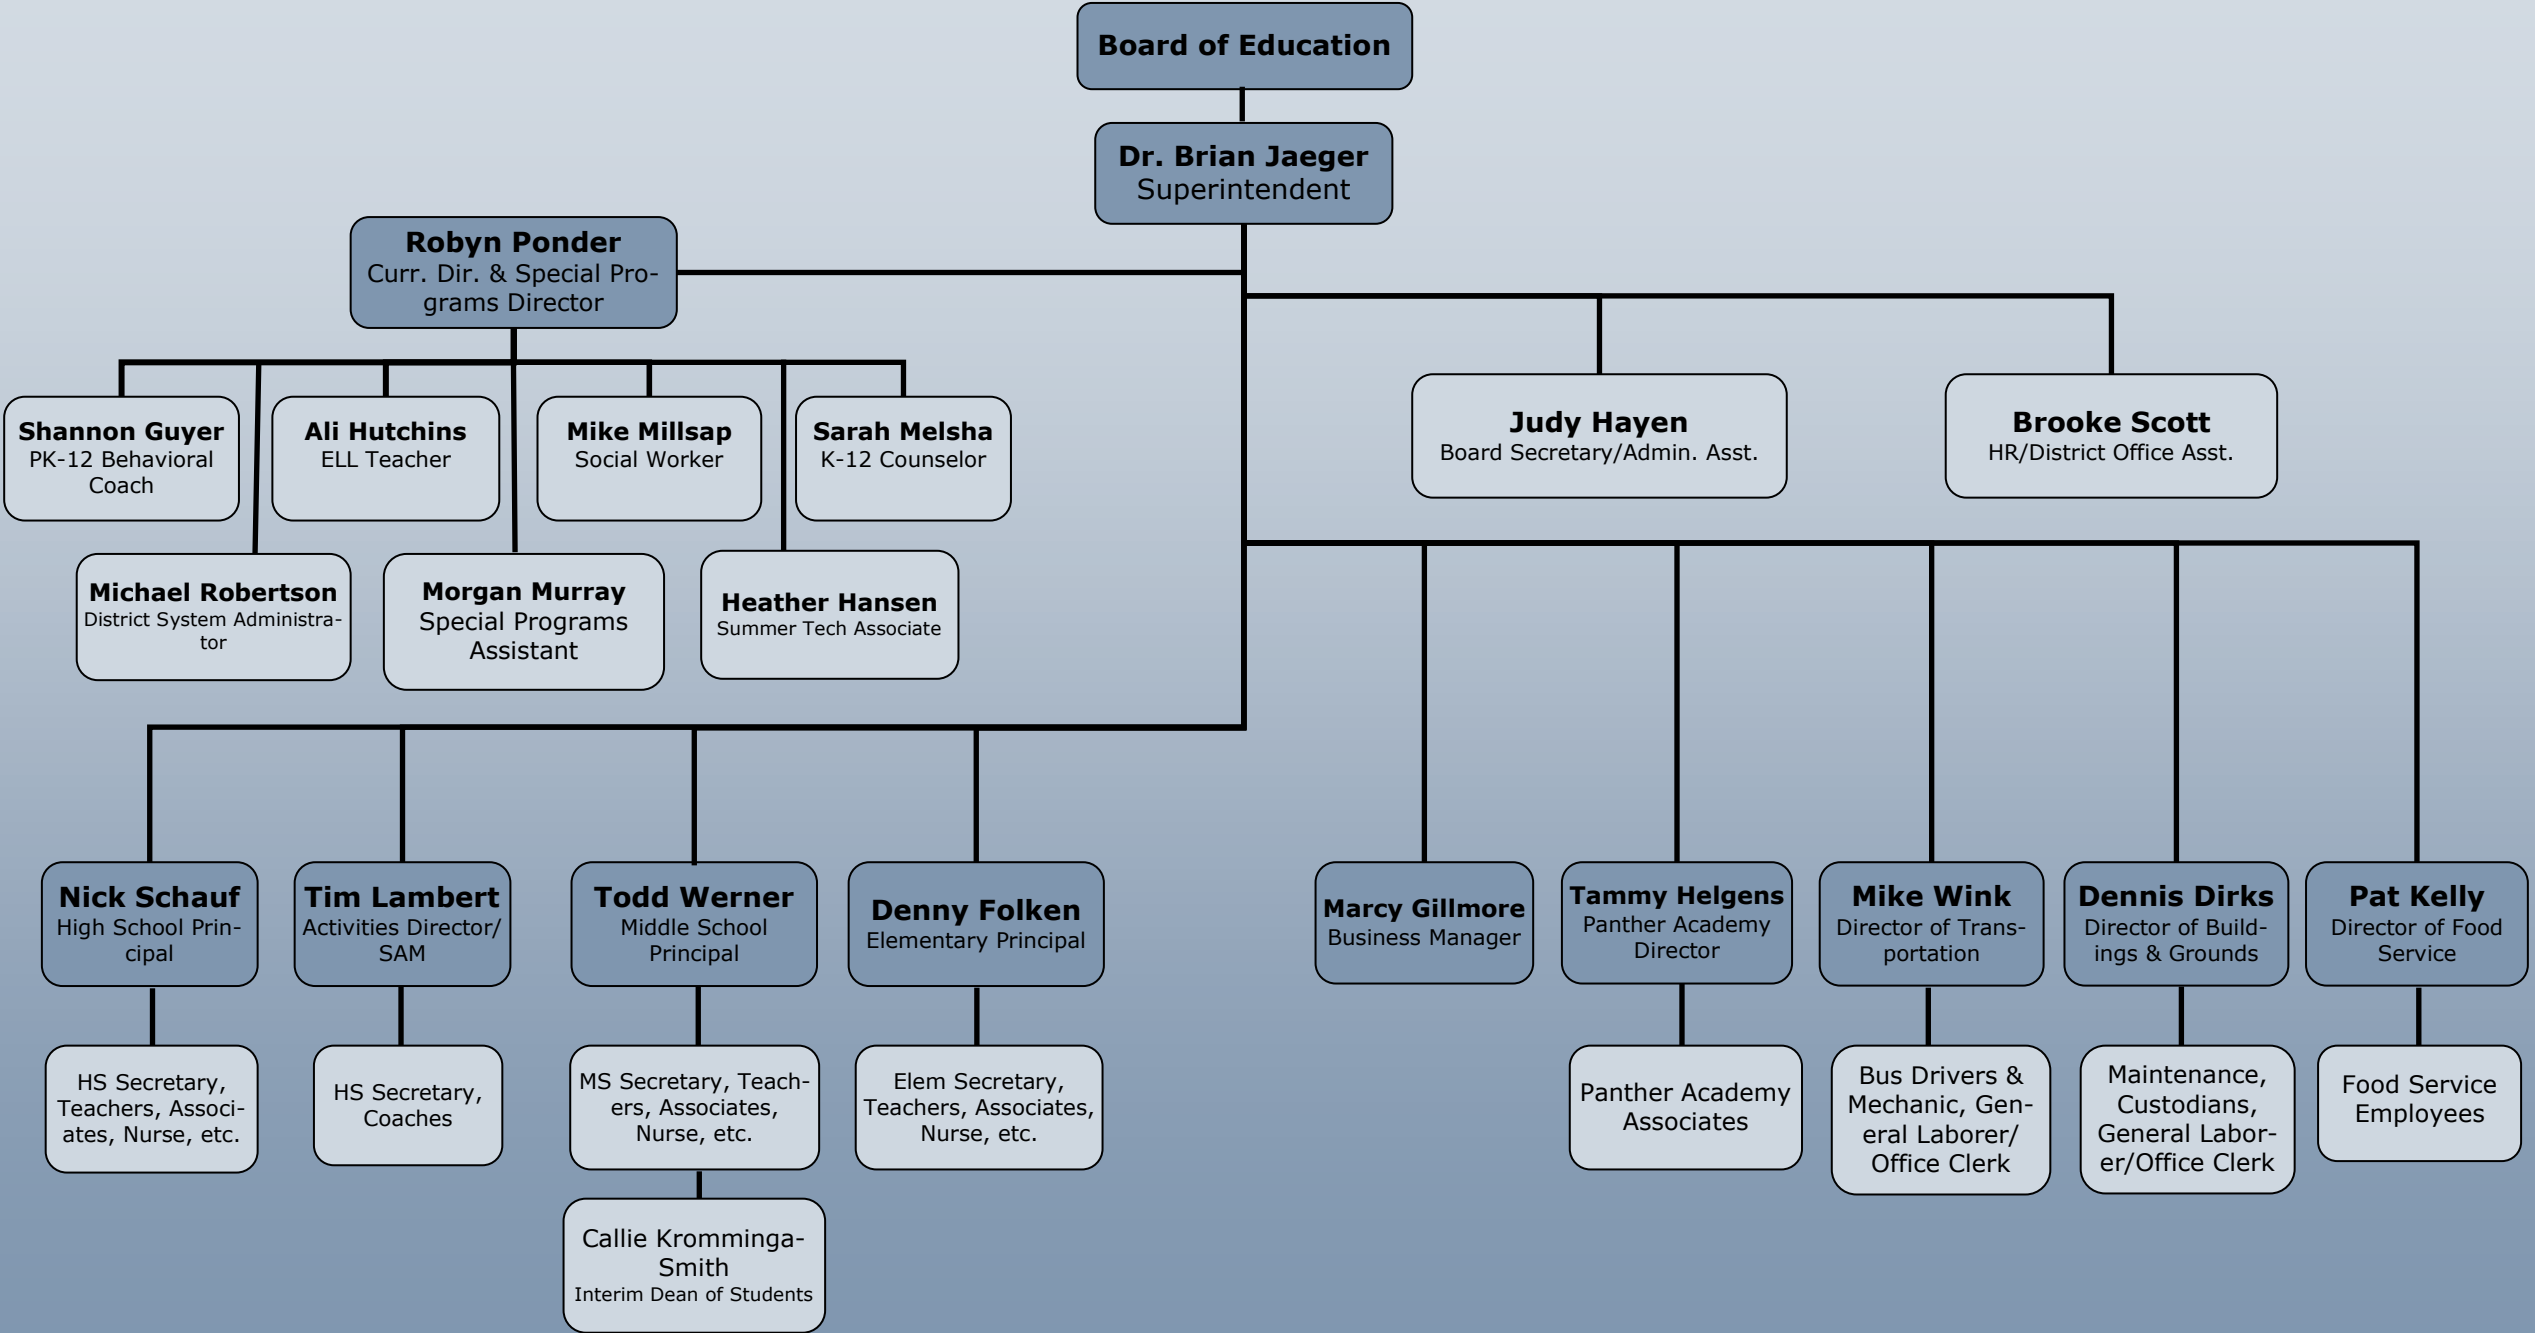 Board of Education
Dr. Brian Jaeger
Superintendent
Robyn Ponder
Curr. Dir. & Special Pro-
grams Director
Shannon Guyer
PK-12 Behavioral
Coach
Ali Hutchins
ELL Teacher
Mike Millsap
Social Worker
Sarah Melsha
K-12 Counselor
Judy Hayen
Board Secretary/Admin. Asst.
Brooke Scott
HR/District Office Asst.
Michael Robertson
District System Administra-
tor
Morgan Murray
Special Programs
Assistant
Heather Hansen
Summer Tech Associate
Nick Schauf
High School Prin-
cipal
Tim Lambert
Activities Director/
SAM
Todd Werner
Middle School
Principal
Denny Folken
Elementary Principal
Marcy Gillmore
Business Manager
Tammy Helgens
Panther Academy
Director
Mike Wink
Director of Trans-
portation
Dennis Dirks
Director of Build-
ings & Grounds
Pat Kelly
Director of Food
Service
HS Secretary,
Teachers, Associ-
ates, Nurse, etc.
HS Secretary,
Coaches
MS Secretary, Teach-
ers, Associates,
Nurse, etc.
Elem Secretary,
Teachers, Associates,
Nurse, etc.
Panther Academy
Associates
Bus Drivers &
Mechanic, Gen-
eral Laborer/
Office Clerk
Maintenance,
Custodians,
General Labor-
er/Office Clerk
Food Service
Employees
Callie Kromminga-
Smith
Interim Dean of Students